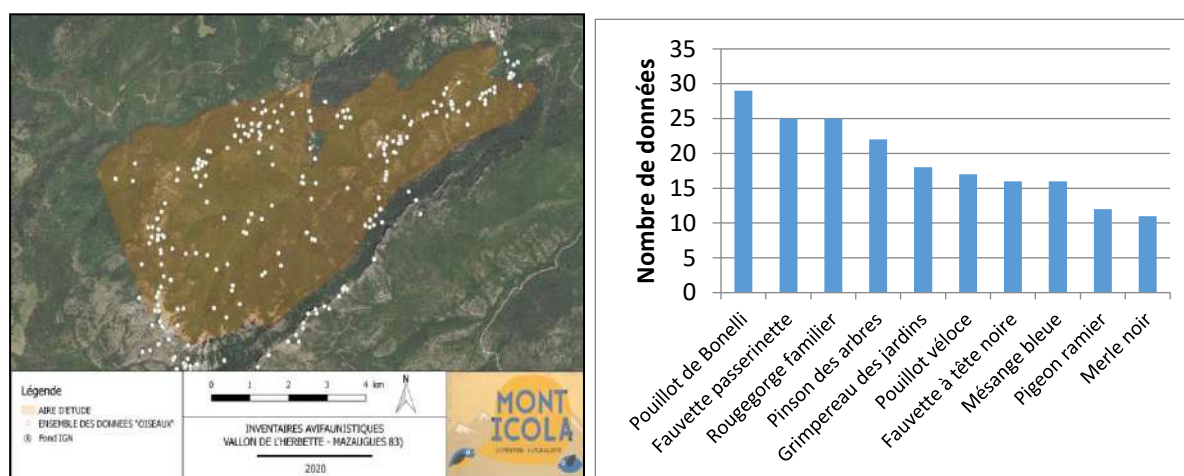 Légende
AIRE D'ETUDE
ENSEMBLE DES DONNEES "OISEAUX"
Fond IGN
0 1 2 3 4 km
N
INVENTAIRES AVIFAUNISTIQUES
VALLON DE L'HERBETTE - MAZAUGUES 83)
2020
MONT
ICOLA
EXPERTISE NATURALISTE
Nombre de données
35
30
25
20
15
10
5
0
Pouillot de Bonelli
Fauvette passerinette
Rougegorge familier
Pinson des arbres
Grimpereau des jardins
Pouillot véloce
Fauvette à tête noire
Mésange bleue
Pigeon ramier
Merle noir